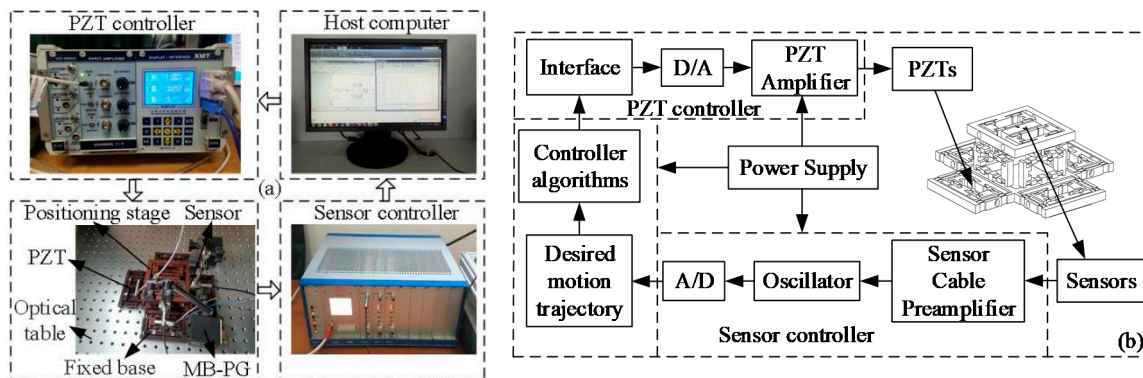 PZT controller
Host computer
XMT
(a)
Positioning stage
Sensor
Sensor controller
PZT
Optical
table
Fixed base
MB-PG
Interface
D/A
PZT
Amplifier
PZTs
PZT controller
Controller
algorithms
Power Supply
Desired
motion
trajectory
A/D
Oscillator
Sensor
Cable
Preamplifier
Sensors
Sensor controller
(b)